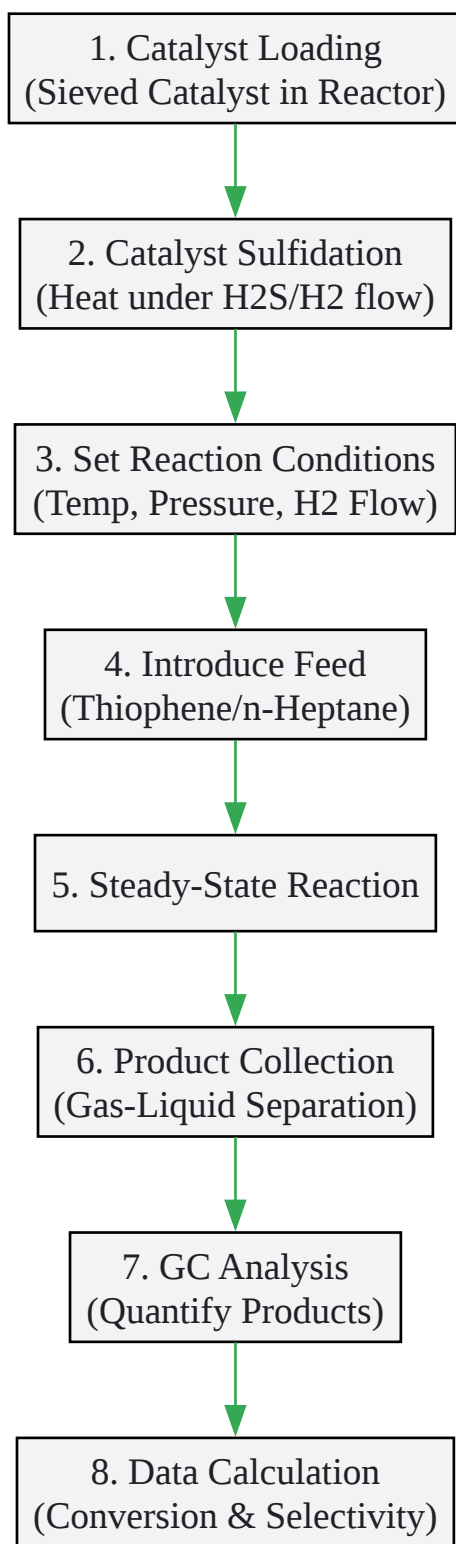 1. Catalyst Loading
(Sieved Catalyst in Reactor)
2. Catalyst Sulfidation
(Heat under H2S/H2 flow)
3. Set Reaction Conditions
(Temp, Pressure, H2 Flow)
4. Introduce Feed
(Thiophene/n-Heptane)
5. Steady-State Reaction
6. Product Collection
(Gas-Liquid Separation)
7. GC Analysis
(Quantify Products)
8. Data Calculation
(Conversion & Selectivity)